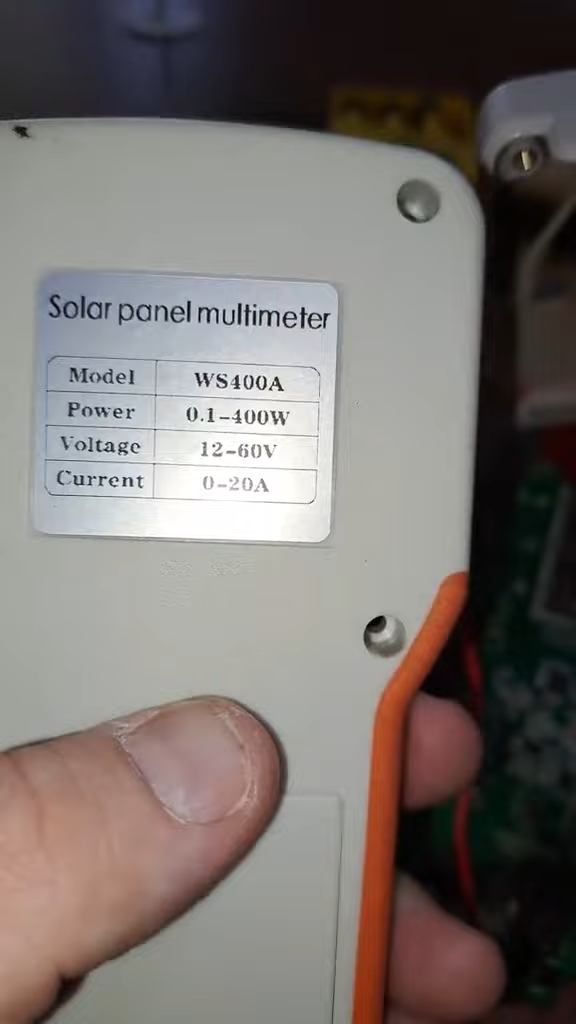 Solar panel multimeter
Model WS400A
Power 0.1-400W
Voltage 12-60V
Current 0-20A